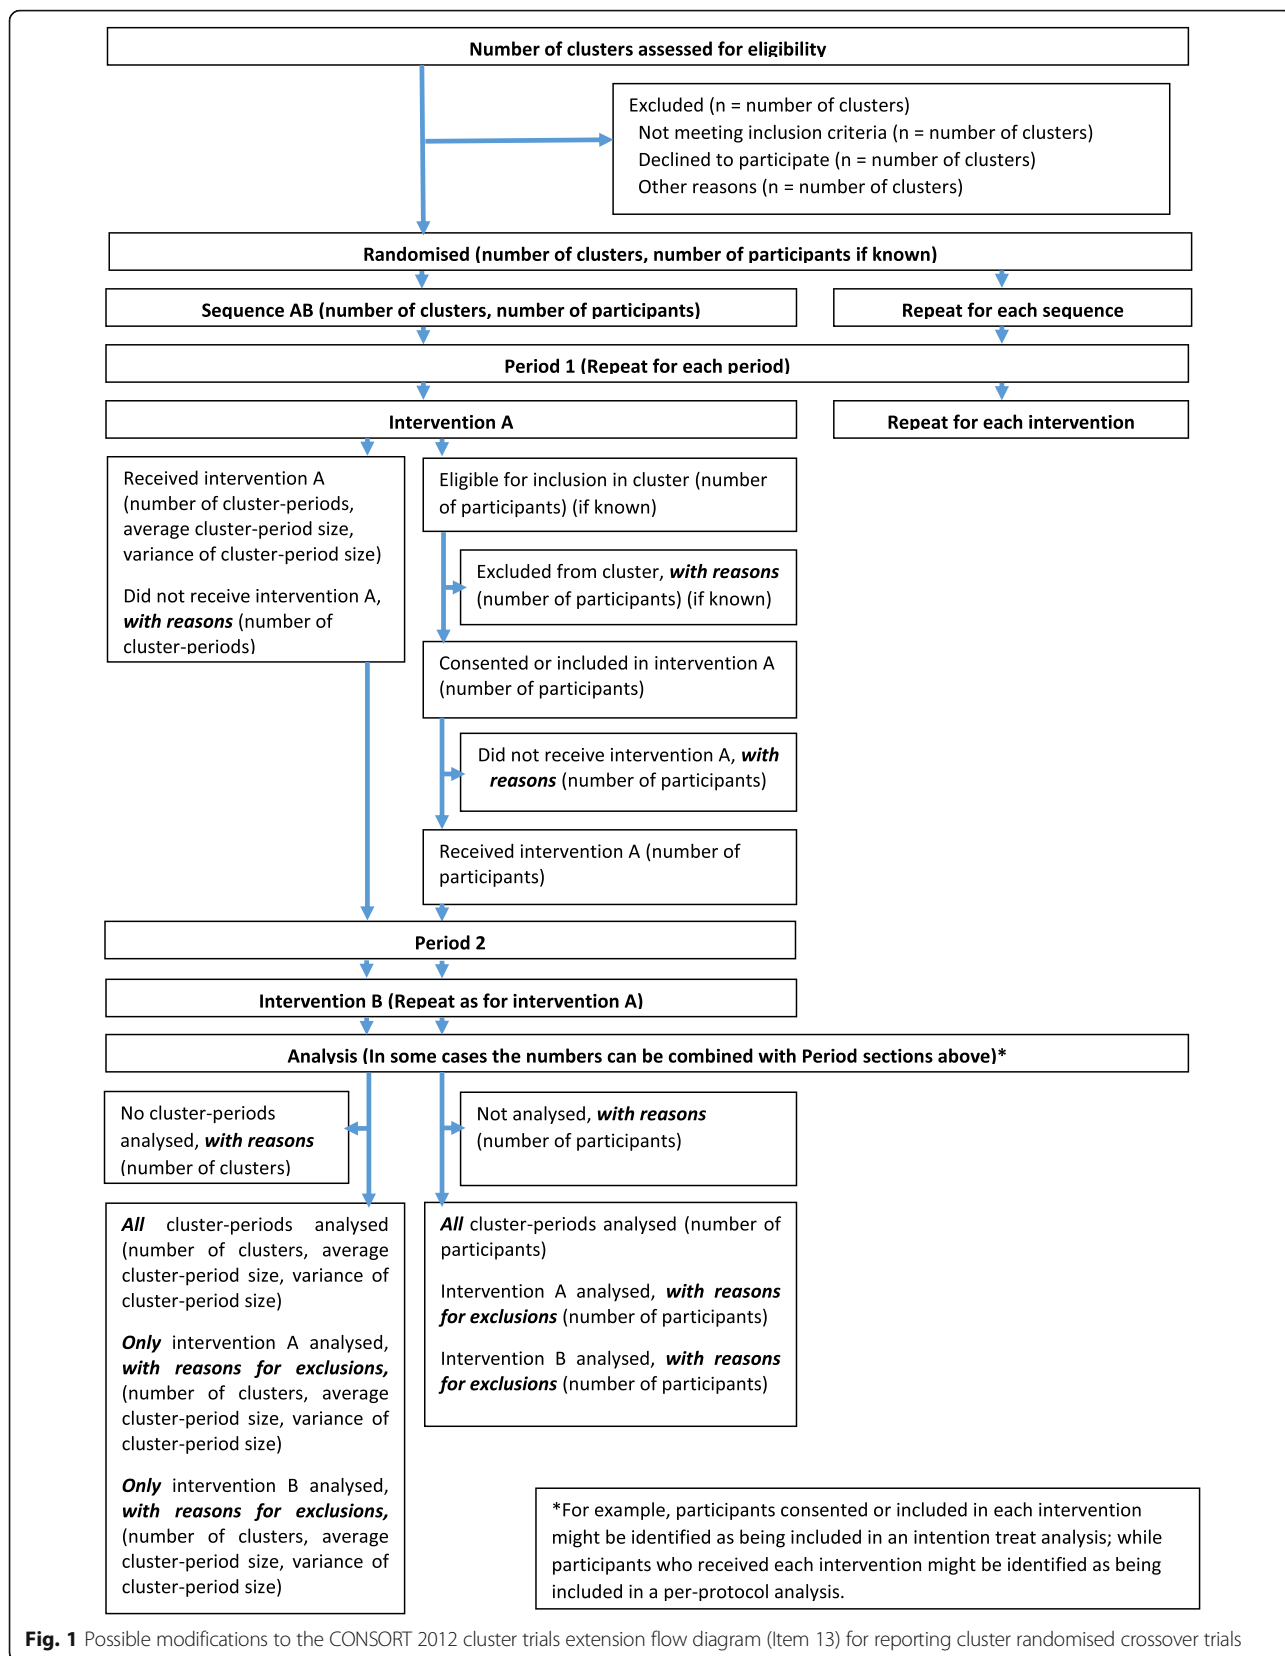 Number of clusters assessed for eligibility
Excluded (n = number of clusters)
Not meeting inclusion criteria (n = number of clusters)
Declined to participate (n = number of clusters)
Other reasons (n = number of clusters)
Randomised (number of clusters, number of participants if known)
Sequence AB (number of clusters, number of participants)
Repeat for each sequence
Period 1 (Repeat for each period)
Intervention A
Repeat for each intervention
Received intervention A
(number of cluster-periods,
average cluster-period size,
variance of cluster-period size)
Did not receive intervention A,
with reasons (number of
cluster-periods)
Eligible for inclusion in cluster (number
of participants) (if known)
Excluded from cluster, with reasons
(number of participants) (if known)
Consented or included in intervention A
(number of participants)
Did not receive intervention A, with
reasons (number of participants)
Received intervention A (number of
participants)
Period 2
Intervention B (Repeat as for intervention A)
Analysis (In some cases the numbers can be combined with Period sections above)*
No cluster-periods
analysed, with reasons
(number of clusters)
Not analysed, with reasons
(number of participants)
All cluster-periods analysed
(number of clusters, average
cluster-period size, variance of
cluster-period size)
Only intervention A analysed,
with reasons for exclusions,
(number of clusters, average
cluster-period size, variance of
cluster-period size)
Only intervention B analysed,
with reasons for exclusions,
(number of clusters, average
cluster-period size, variance of
cluster-period size)
All cluster-periods analysed (number of
participants)
Intervention A analysed, with reasons
for exclusions (number of participants)
Intervention B analysed, with reasons
for exclusions (number of participants)
*For example, participants consented or included in each intervention
might be identified as being included in an intention treat analysis; while
participants who received each intervention might be identified as being
included in a per-protocol analysis.
Fig. 1 Possible modifications to the CONSORT 2012 cluster trials extension flow diagram (Item 13) for reporting cluster randomised crossover trials